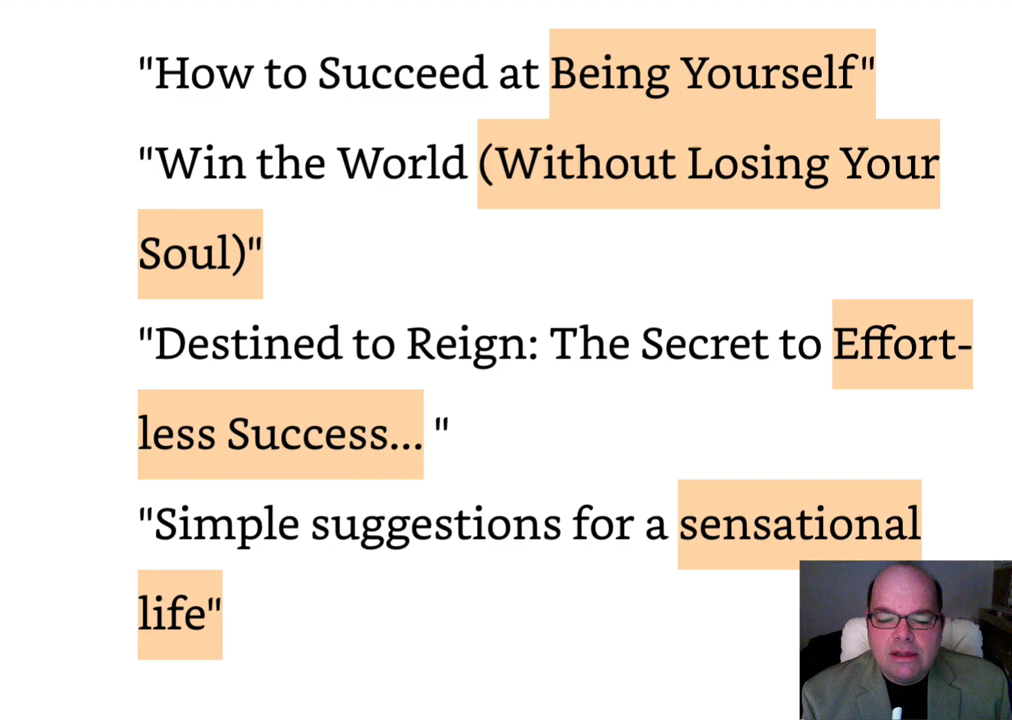 "How to Succeed at Being Yourself"
"Win the World (Without Losing Your
Soul)"
"Destined to Reign: The Secret to Effort-
less Success... "
"Simple suggestions for a sensational
life"